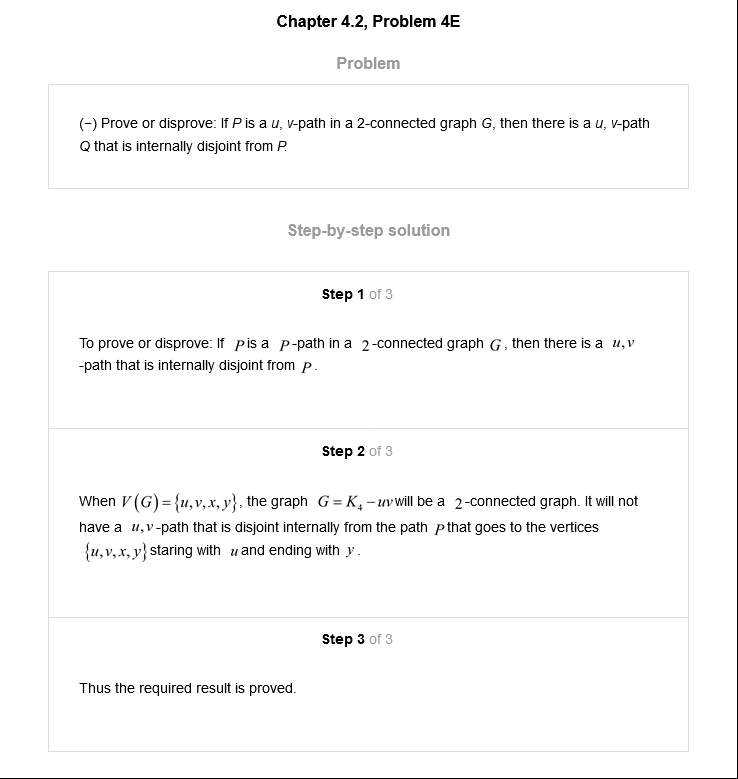 Chapter 4.2, Problem 4E
Problem
(−) Prove or disprove: If P is a u, v-path in a 2-connected graph G, then there is a u, v-path
Q that is internally disjoint from P.
Step-by-step solution
Step 1 of 3
To prove or disprove: If P is a P-path in a 2-connected graph G, then there is a u,v
-path that is internally disjoint from P.
Step 2 of 3
When V(G)={u,v,x,y}, the graph G=K₄−uv will be a 2-connected graph. It will not
have a u,v-path that is disjoint internally from the path P that goes to the vertices
{u,v,x,y} staring with u and ending with y.
Step 3 of 3
Thus the required result is proved.